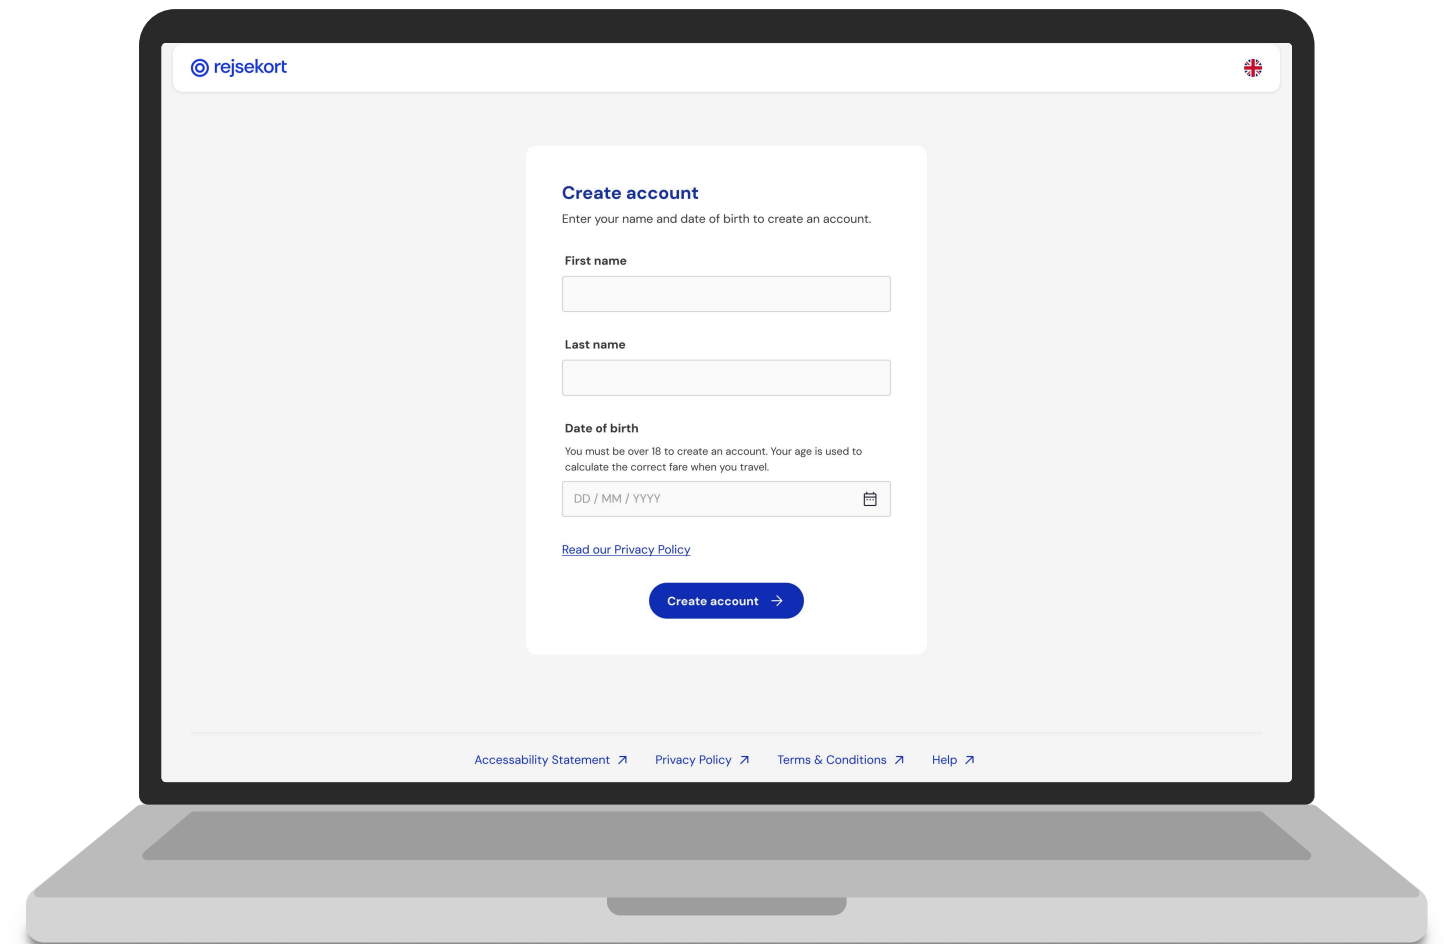 rejsekort
Create account
Enter your name and date of birth to create an account.
First name
Last name
Date of birth
You must be over 18 to create an account. Your age is used to
calculate the correct fare when you travel.
DD / MM / YYYY
Read our Privacy Policy
Create account
Accessability Statement
Privacy Policy
Terms & Conditions
Help